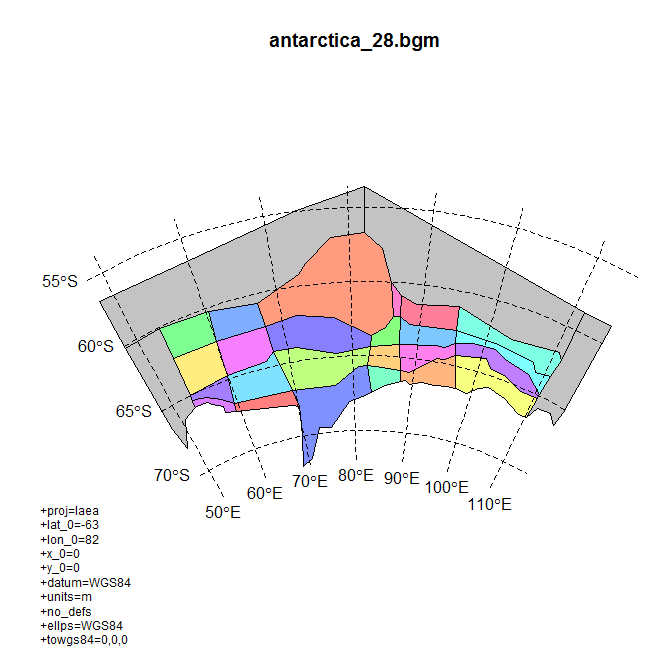 antarctica_28.bgm
55°S
60°S
65°S
70°S
50°E
60°E
70°E
80°E
90°E
100°E
110°E
+proj=laea
+lat_0=-63
+lon_0=82
+x_0=0
+y_0=0
+datum=WGS84
+units=m
+no_defs
+ellps=WGS84
+towgs84=0,0,0